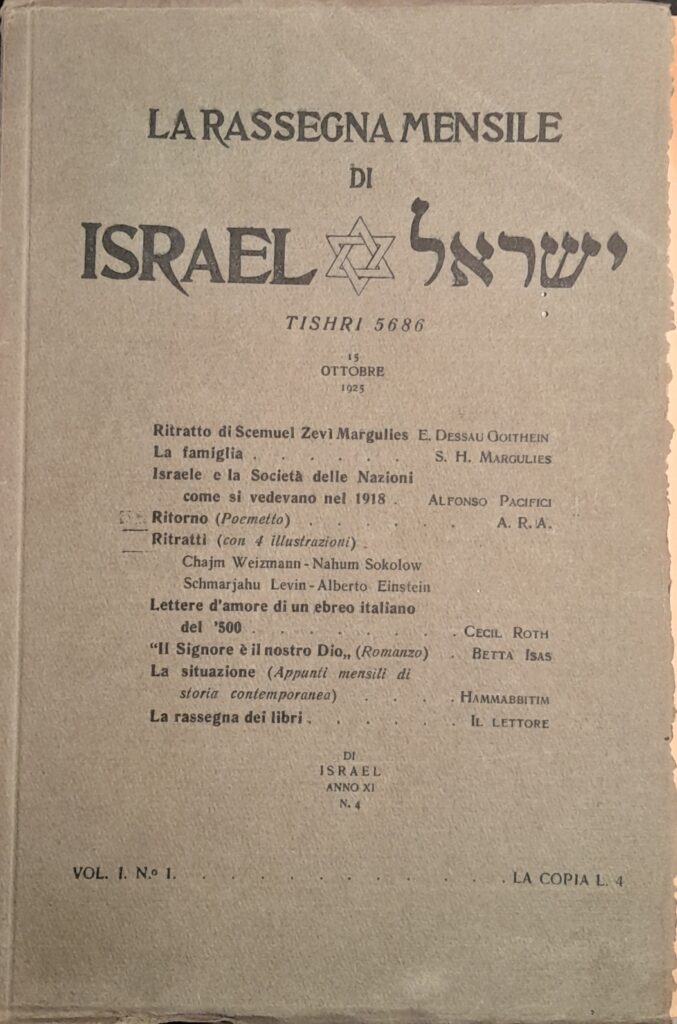 LA RASSEGNA MENSILE
DI
ISRAEL ישראל
TISHRI 5686
15
OTTOBRE
1925
Ritratto di Scemuel Zevì Margulies E. DESSAU GOITHEIN
La famiglia . . . . . . S. H. MARGULIES
Israele e la Società delle Nazioni
come si vedevano nel 1918 . ALFONSO PACIFICI
Ritorno (Poemetto) . . . . . . A. R. A.
Ritratti (con 4 illustrazioni) .
Chajm Weizmann - Nahum Sokolow
Schmarjahu Levin - Alberto Einstein
Lettere d'amore di un ebreo italiano
del '500 . . . . . . . . CECIL ROTH
"Il Signore è il nostro Dio„ (Romanzo) . BETTA ISAS
La situazione (Appunti mensili di
storia contemporanea) . . . . HAMMABBITIM
La rassegna dei libri . . . . . . IL LETTORE
DI
ISRAEL
ANNO XI
N. 4
VOL. I. N.º 1. . . . . . . . . . . . . LA COPIA L. 4